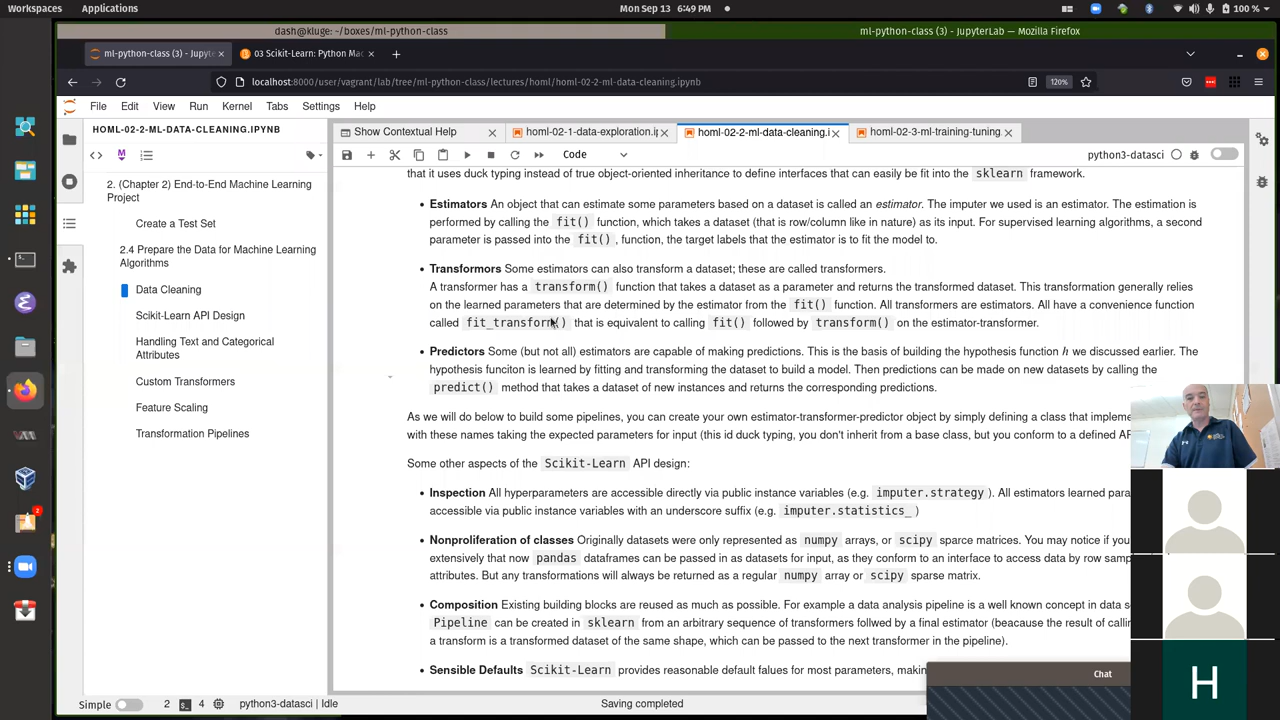 Workspaces Applications Mon Sep 13 6:49 PM 100 %
dash@kluge: ~/boxes/ml-python-class ml-python-class (3) - JupyterLab — Mozilla Firefox
ml-python-class (3) - Jupyte 03 Scikit-Learn: Python Mac
localhost:8000/user/vagrant/lab/tree/ml-python-class/lectures/homl/homl-02-2-ml-data-cleaning.ipynb 120%
File Edit View Run Kernel Tabs Settings Help
HOML-02-2-ML-DATA-CLEANING.IPYNB
2. (Chapter 2) End-to-End Machine Learning
Project
Create a Test Set
2.4 Prepare the Data for Machine Learning
Algorithms
Data Cleaning
Scikit-Learn API Design
Handling Text and Categorical
Attributes
Custom Transformers
Feature Scaling
Transformation Pipelines
Show Contextual Help homl-02-1-data-exploration.ip homl-02-2-ml-data-cleaning.i homl-02-3-ml-training-tuning.
Code python3-datasci
that it uses duck typing instead of true object-oriented inheritance to define interfaces that can easily be fit into the sklearn framework.
• Estimators An object that can estimate some parameters based on a dataset is called an estimator. The imputer we used is an estimator. The estimation is
performed by calling the fit() function, which takes a dataset (that is row/column like in nature) as its input. For supervised learning algorithms, a second
parameter is passed into the fit() , function, the target labels that the estimator is to fit the model to.
• Transformors Some estimators can also transform a dataset; these are called transformers.
A transformer has a transform() function that takes a dataset as a parameter and returns the transformed dataset. This transformation generally relies
on the learned parameters that are determined by the estimator from the fit() function. All transformers are estimators. All have a convenience function
called fit_transform() that is equivalent to calling fit() followed by transform() on the estimator-transformer.
• Predictors Some (but not all) estimators are capable of making predictions. This is the basis of building the hypothesis function h we discussed earlier. The
hypothesis funciton is learned by fitting and transforming the dataset to build a model. Then predictions can be made on new datasets by calling the
predict() method that takes a dataset of new instances and returns the corresponding predictions.
As we will do below to build some pipelines, you can create your own estimator-transformer-predictor object by simply defining a class that impleme
with these names taking the expected parameters for input (this id duck typing, you don't inherit from a base class, but you conform to a defined AP
Some other aspects of the Scikit-Learn API design:
• Inspection All hyperparameters are accessible directly via public instance variables (e.g. imputer.strategy ). All estimators learned para
accessible via public instance variables with an underscore suffix (e.g. imputer.statistics_ )
• Nonproliferation of classes Originally datasets were only represented as numpy arrays, or scipy sparce matrices. You may notice if you
extensively that now pandas dataframes can be passed in as datasets for input, as they conform to an interface to access data by row samp
attributes. But any transformations will always be returned as a regular numpy array or scipy sparse matrix.
• Composition Existing building blocks are reused as much as possible. For example a data analysis pipeline is a well known concept in data s
Pipeline can be created in sklearn from an arbitrary sequence of transformers follwed by a final estimator (beacause the result of calli
a transform is a transformed dataset of the same shape, which can be passed to the next transformer in the pipeline).
• Sensible Defaults Scikit-Learn provides reasonable default falues for most parameters, makin
Chat
H
Simple 2 4 python3-datasci | Idle Saving completed